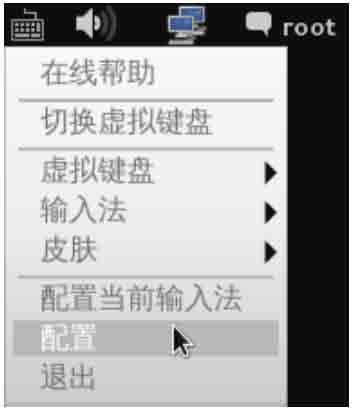 root
在线帮助
切换虚拟键盘
虚拟键盘
输入法
皮肤
配置当前输入法
配置
退出